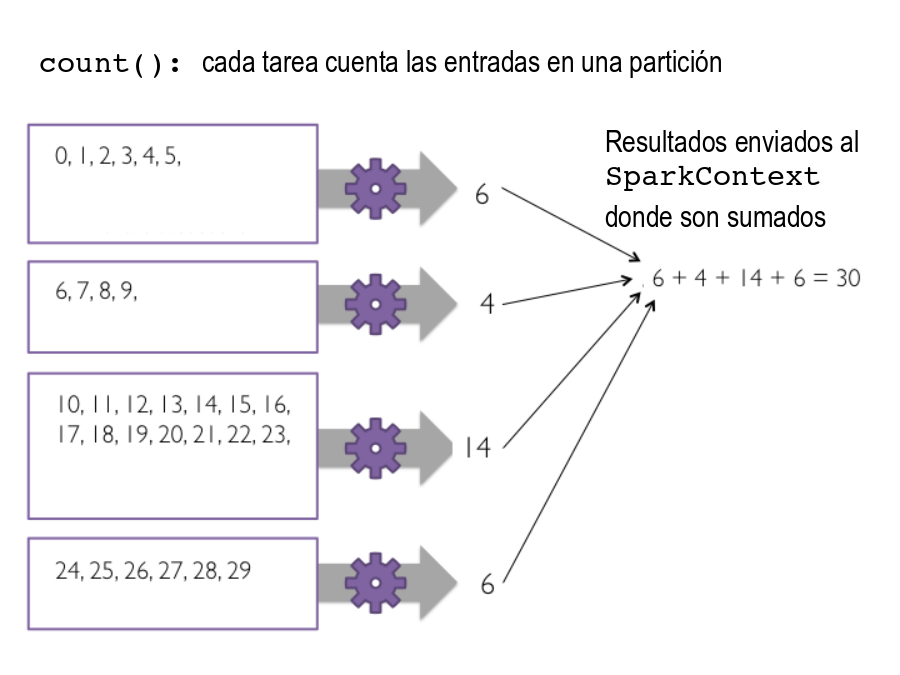 count(): cada tarea cuenta las entradas en una partición
0, 1, 2, 3, 4, 5,
6
Resultados enviados al
SparkContext
donde son sumados
6 + 4 + 14 + 6 = 30
6, 7, 8, 9,
4
10, 11, 12, 13, 14, 15, 16,
17, 18, 19, 20, 21, 22, 23,
14
24, 25, 26, 27, 28, 29
6